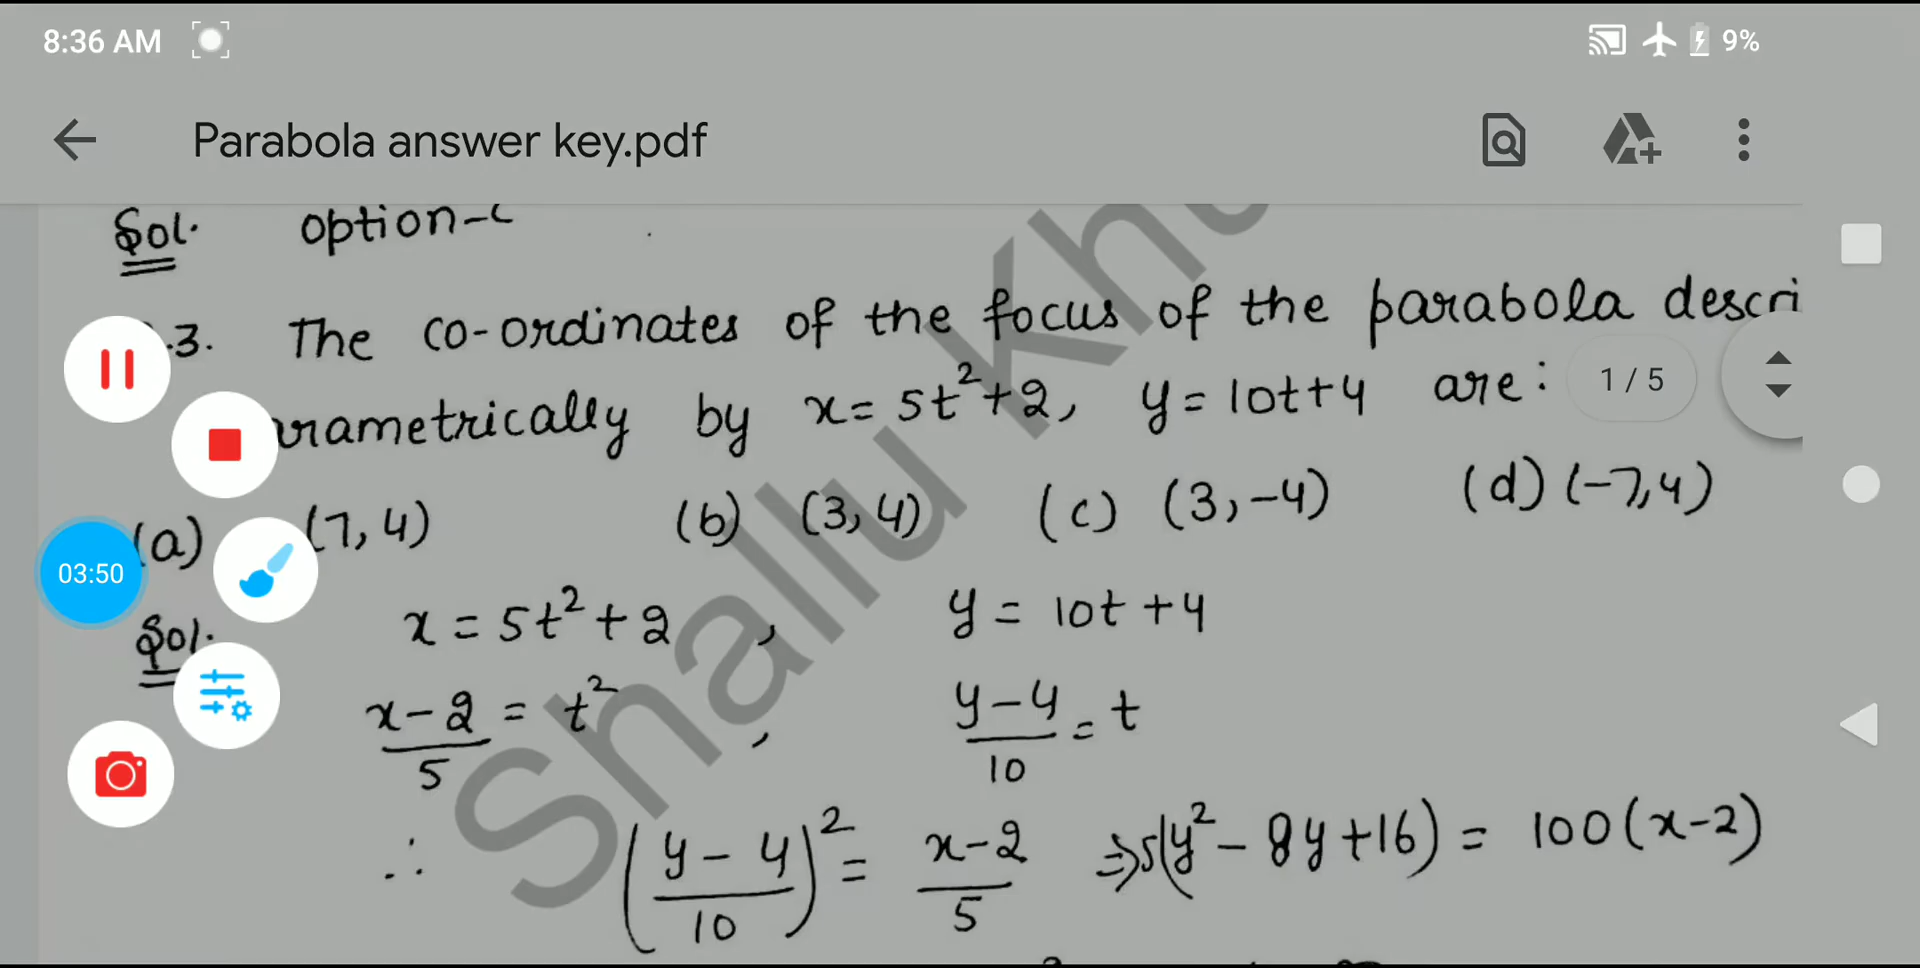 8:36 AM
9%
Parabola answer key.pdf
Sol. option-c
.3. The co-ordinates of the focus of the parabola descri
rametrically by x = 5t²+2, y = 10t+4 are:
1 / 5
(a) (7, 4) (b) (3, 4) (c) (3, -4) (d) (-7, 4)
03:50
Sol. x = 5t² + 2 , y = 10t + 4
x-2/5 = t² , y-4/10 = t
∴ (y-4/10)² = x-2/5 ⇒ 5(y² - 8y + 16) = 100(x-2)
Shallu Khu